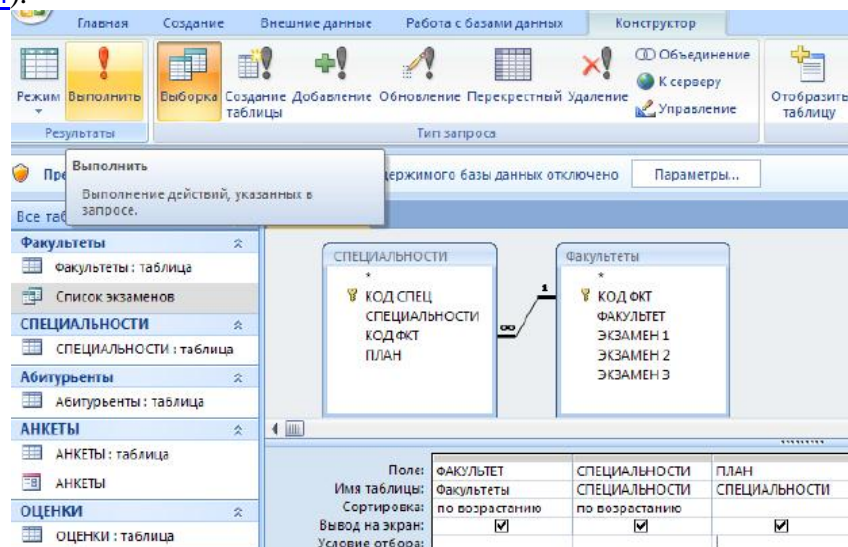 ).
Главная Создание Внешние данные Работа с базами данных Конструктор
Режим Выполнить Выборка Создание таблицы Добавление Обновление Перекрестный Удаление Объединение К серверу Управление Отобразить таблицу
Результаты Тип запроса
Выполнить
Выполнение действий, указанных в
запросе.
базы данных отключено Параметры...
Все
Факультеты
Факультеты : таблица
Список экзаменов
СПЕЦИАЛЬНОСТИ
СПЕЦИАЛЬНОСТИ : таблица
Абитурьенты
Абитурьенты : таблица
АНКЕТЫ
АНКЕТЫ : таблица
АНКЕТЫ
ОЦЕНКИ
ОЦЕНКИ : таблица
СПЕЦИАЛЬНОСТИ
*
КОД СПЕЦ
СПЕЦИАЛЬНОСТИ
КОД ФКТ
ПЛАН
∞ 1
Факультеты
*
КОД ФКТ
ФАКУЛЬТЕТ
ЭКЗАМЕН 1
ЭКЗАМЕН 2
ЭКЗАМЕН 3
Поле: ФАКУЛЬТЕТ СПЕЦИАЛЬНОСТИ ПЛАН
Имя таблицы: Факультеты СПЕЦИАЛЬНОСТИ СПЕЦИАЛЬНОСТИ
Сортировка: по возрастанию по возрастанию
Вывод на экран:
Условие отбора: